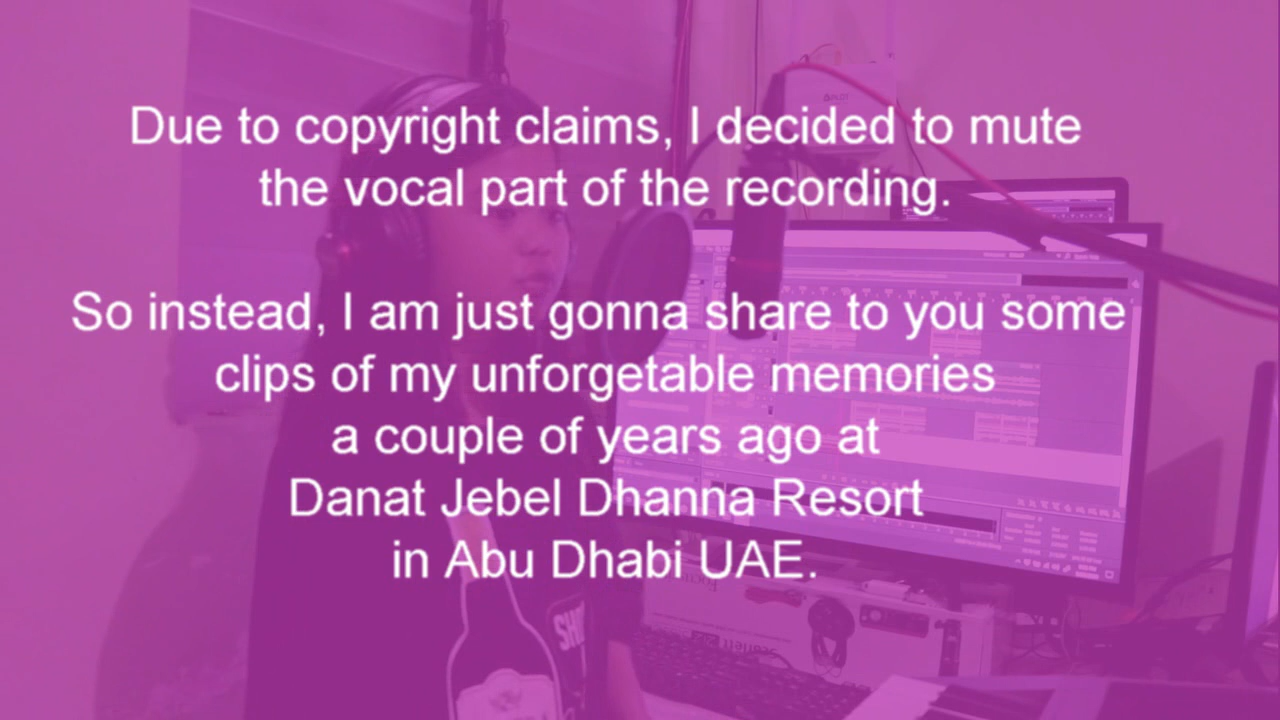 Due to copyright claims, I decided to mute
the vocal part of the recording.
So instead, I am just gonna share to you some
clips of my unforgetable memories
a couple of years ago at
Danat Jebel Dhanna Resort
in Abu Dhabi UAE.